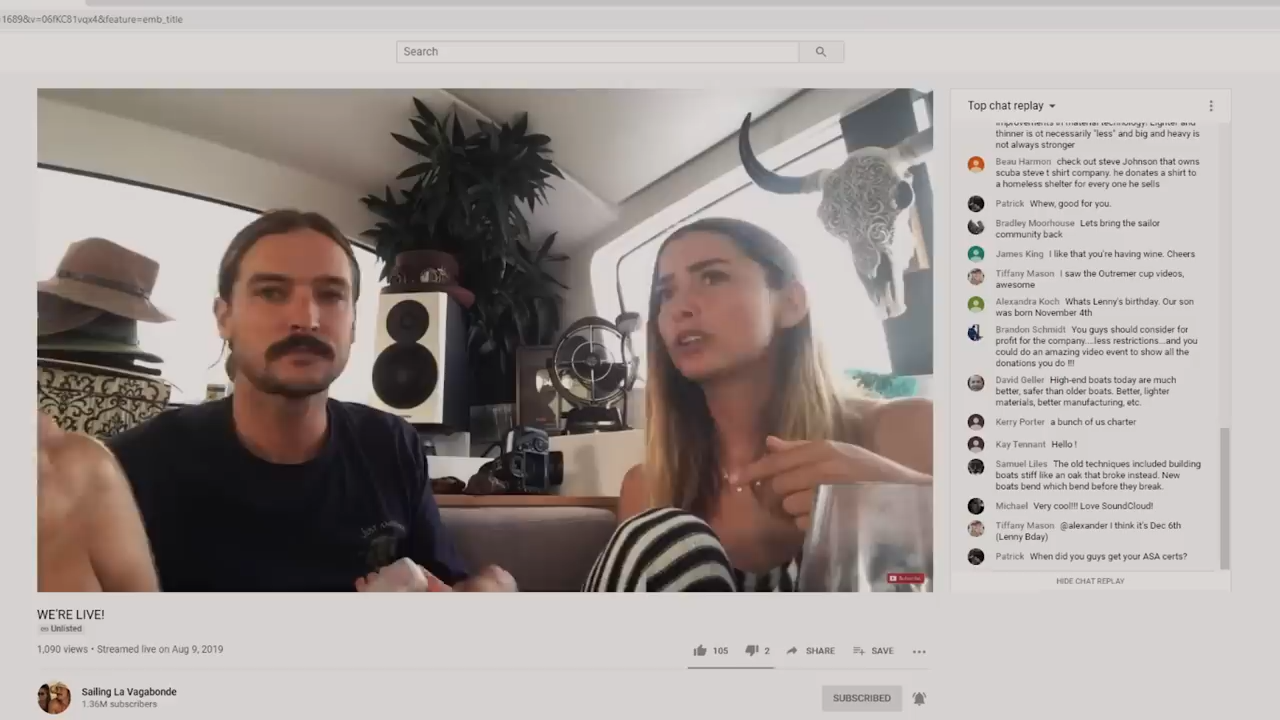 1689&v=06fKC81vqx4&feature=emb_title
Search
Top chat replay
improvements in material technology! Lighter and
thinner is ot necessarily "less" and big and heavy is
not always stronger
Beau Harmon check out steve Johnson that owns
scuba steve t shirt company. he donates a shirt to
a homeless shelter for every one he sells
Patrick Whew, good for you.
Bradley Moorhouse Lets bring the sailor
community back
James King I like that you're having wine. Cheers
Tiffany Mason I saw the Outremer cup videos,
awesome
Alexandra Koch Whats Lenny's birthday. Our son
was born November 4th
Brandon Schmidt You guys should consider for
profit for the company....less restrictions...and you
could do an amazing video event to show all the
donations you do !!!
David Geller High-end boats today are much
better, safer than older boats. Better, lighter
materials, better manufacturing, etc.
Kerry Porter a bunch of us charter
Kay Tennant Hello !
Samuel Liles The old techniques included building
boats stiff like an oak that broke instead. New
boats bend which bend before they break.
Michael Very cool!!! Love SoundCloud!
Tiffany Mason @alexander I think it's Dec 6th
(Lenny Bday)
Patrick When did you guys get your ASA certs?
HIDE CHAT REPLAY
Subscribe
WE'RE LIVE!
Unlisted
1,090 views • Streamed live on Aug 9, 2019
105 2 SHARE SAVE
Sailing La Vagabonde
1.36M subscribers
SUBSCRIBED